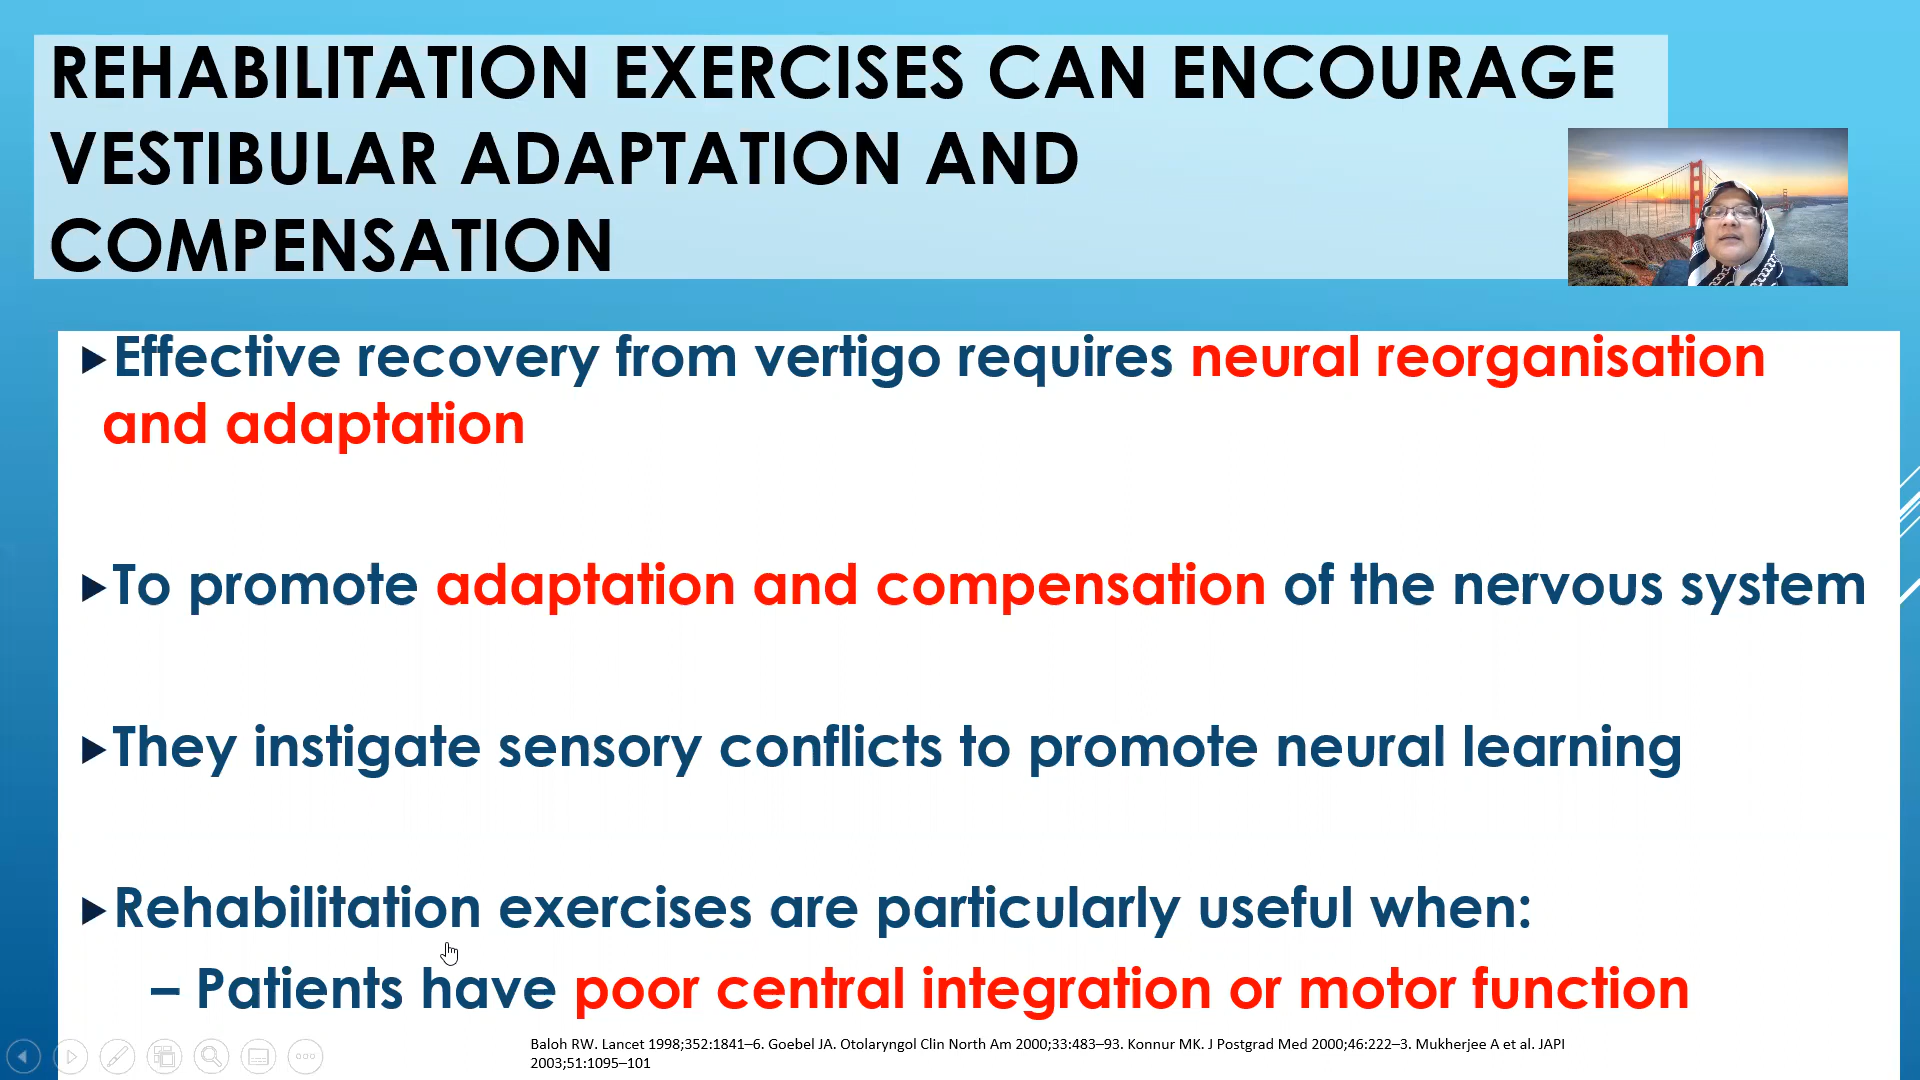 REHABILITATION EXERCISES CAN ENCOURAGE
VESTIBULAR ADAPTATION AND
COMPENSATION
Effective recovery from vertigo requires neural reorganisation
and adaptation
To promote adaptation and compensation of the nervous system
They instigate sensory conflicts to promote neural learning
Rehabilitation exercises are particularly useful when:
– Patients have poor central integration or motor function
Baloh RW. Lancet 1998;352:1841–6. Goebel JA. Otolaryngol Clin North Am 2000;33:483–93. Konnur MK. J Postgrad Med 2000;46:222–3. Mukherjee A et al. JAPI
2003;51:1095–101